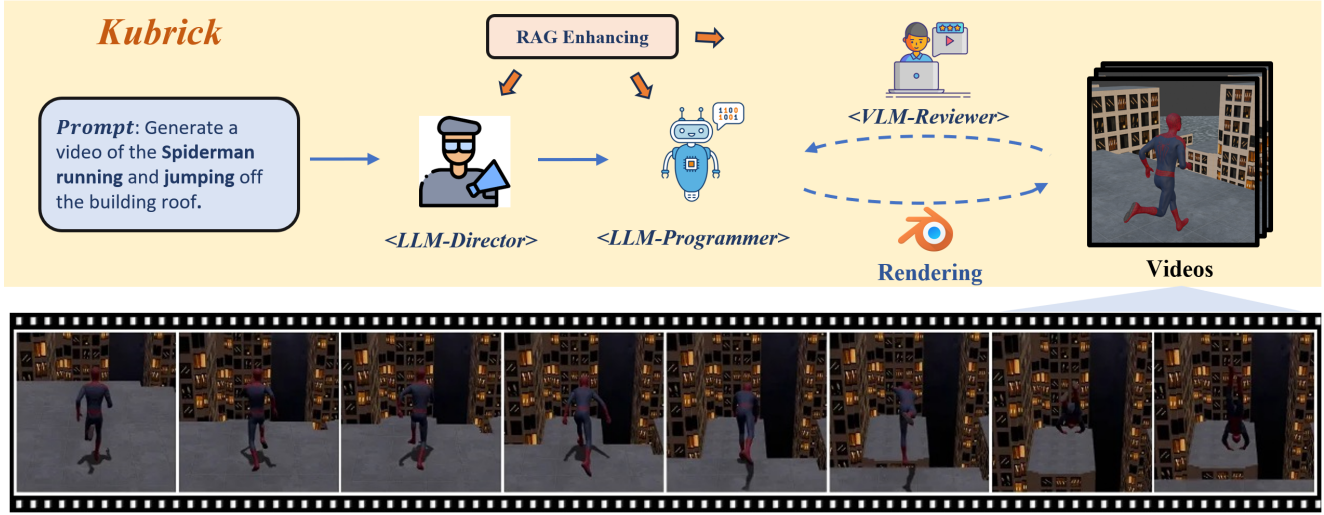 Kubrick
RAG Enhancing
Prompt: Generate a
video of the Spiderman
running and jumping off
the building roof.
1100
1001
<LLM-Director>
<LLM-Programmer>
<VLM-Reviewer>
Rendering
Videos